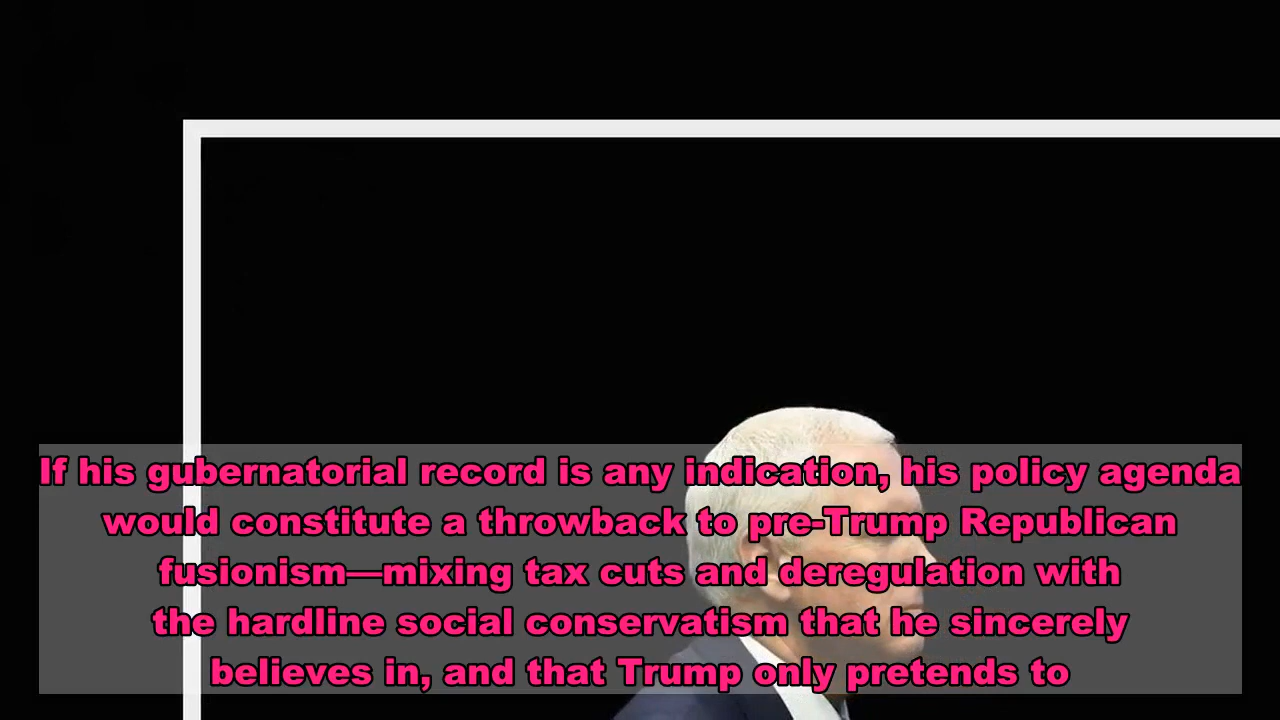 If his gubernatorial record is any indication, his policy agenda
would constitute a throwback to pre-Trump Republican
fusionism—mixing tax cuts and deregulation with
the hardline social conservatism that he sincerely
believes in, and that Trump only pretends to